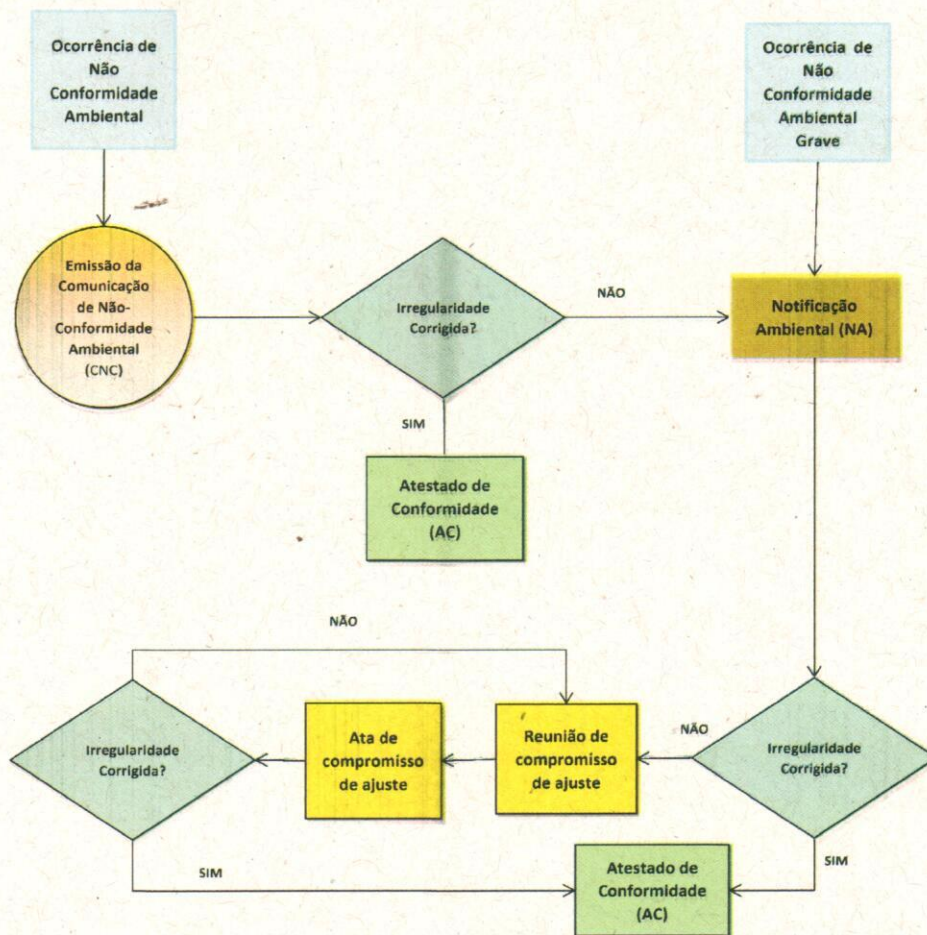 Ocorrência de
Não
Conformidade
Ambiental
Ocorrência de
Não
Conformidade
Ambiental
Grave
Emissão da
Comunicação
de Não-
Conformidade
Ambiental
(CNC)
Irregularidade
Corrigida?
NÃO
Notificação
Ambiental (NA)
SIM
Atestado de
Conformidade
(AC)
NÃO
Irregularidade
Corrigida?
Ata de
compromisso
de ajuste
Reunião de
compromisso
de ajuste
NÃO
Irregularidade
Corrigida?
SIM
Atestado de
Conformidade
(AC)
SIM